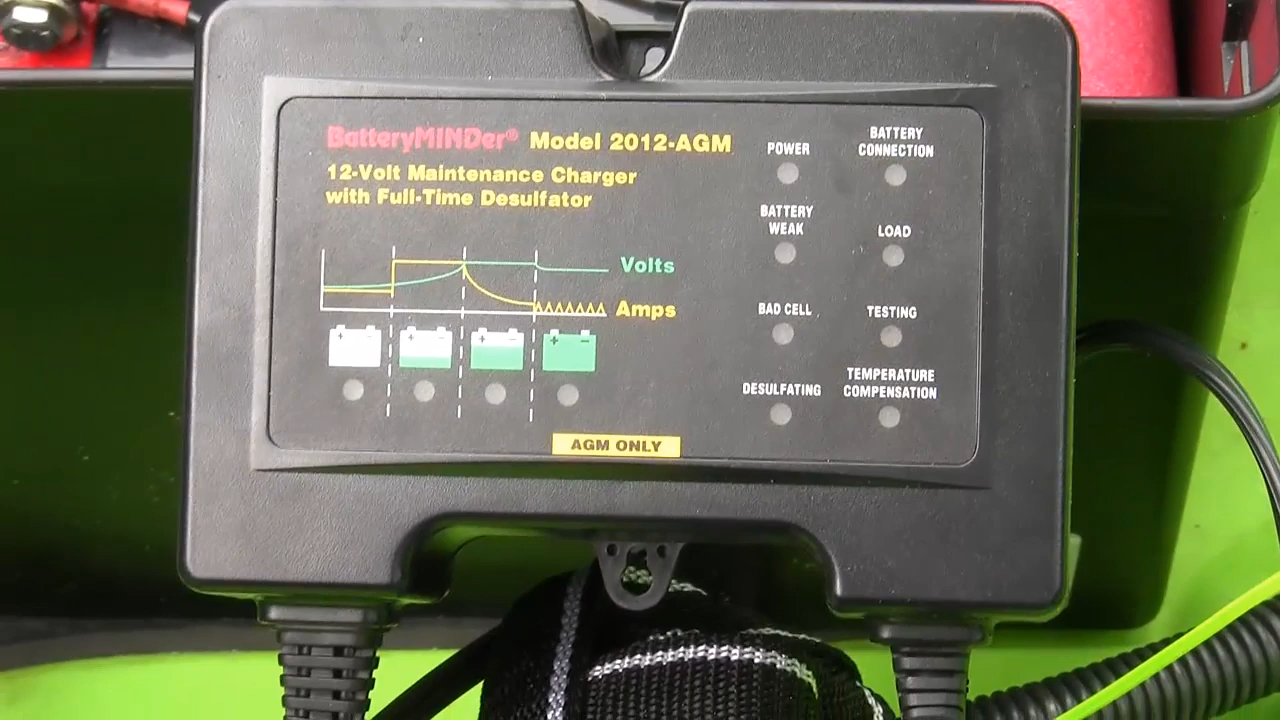 BatteryMINDer® Model 2012-AGM
12-Volt Maintenance Charger
with Full-Time Desulfator
Volts
Amps
+ −
+ −
+ −
+ −
AGM ONLY
POWER
BATTERY
CONNECTION
BATTERY
WEAK
LOAD
BAD CELL
TESTING
DESULFATING
TEMPERATURE
COMPENSATION